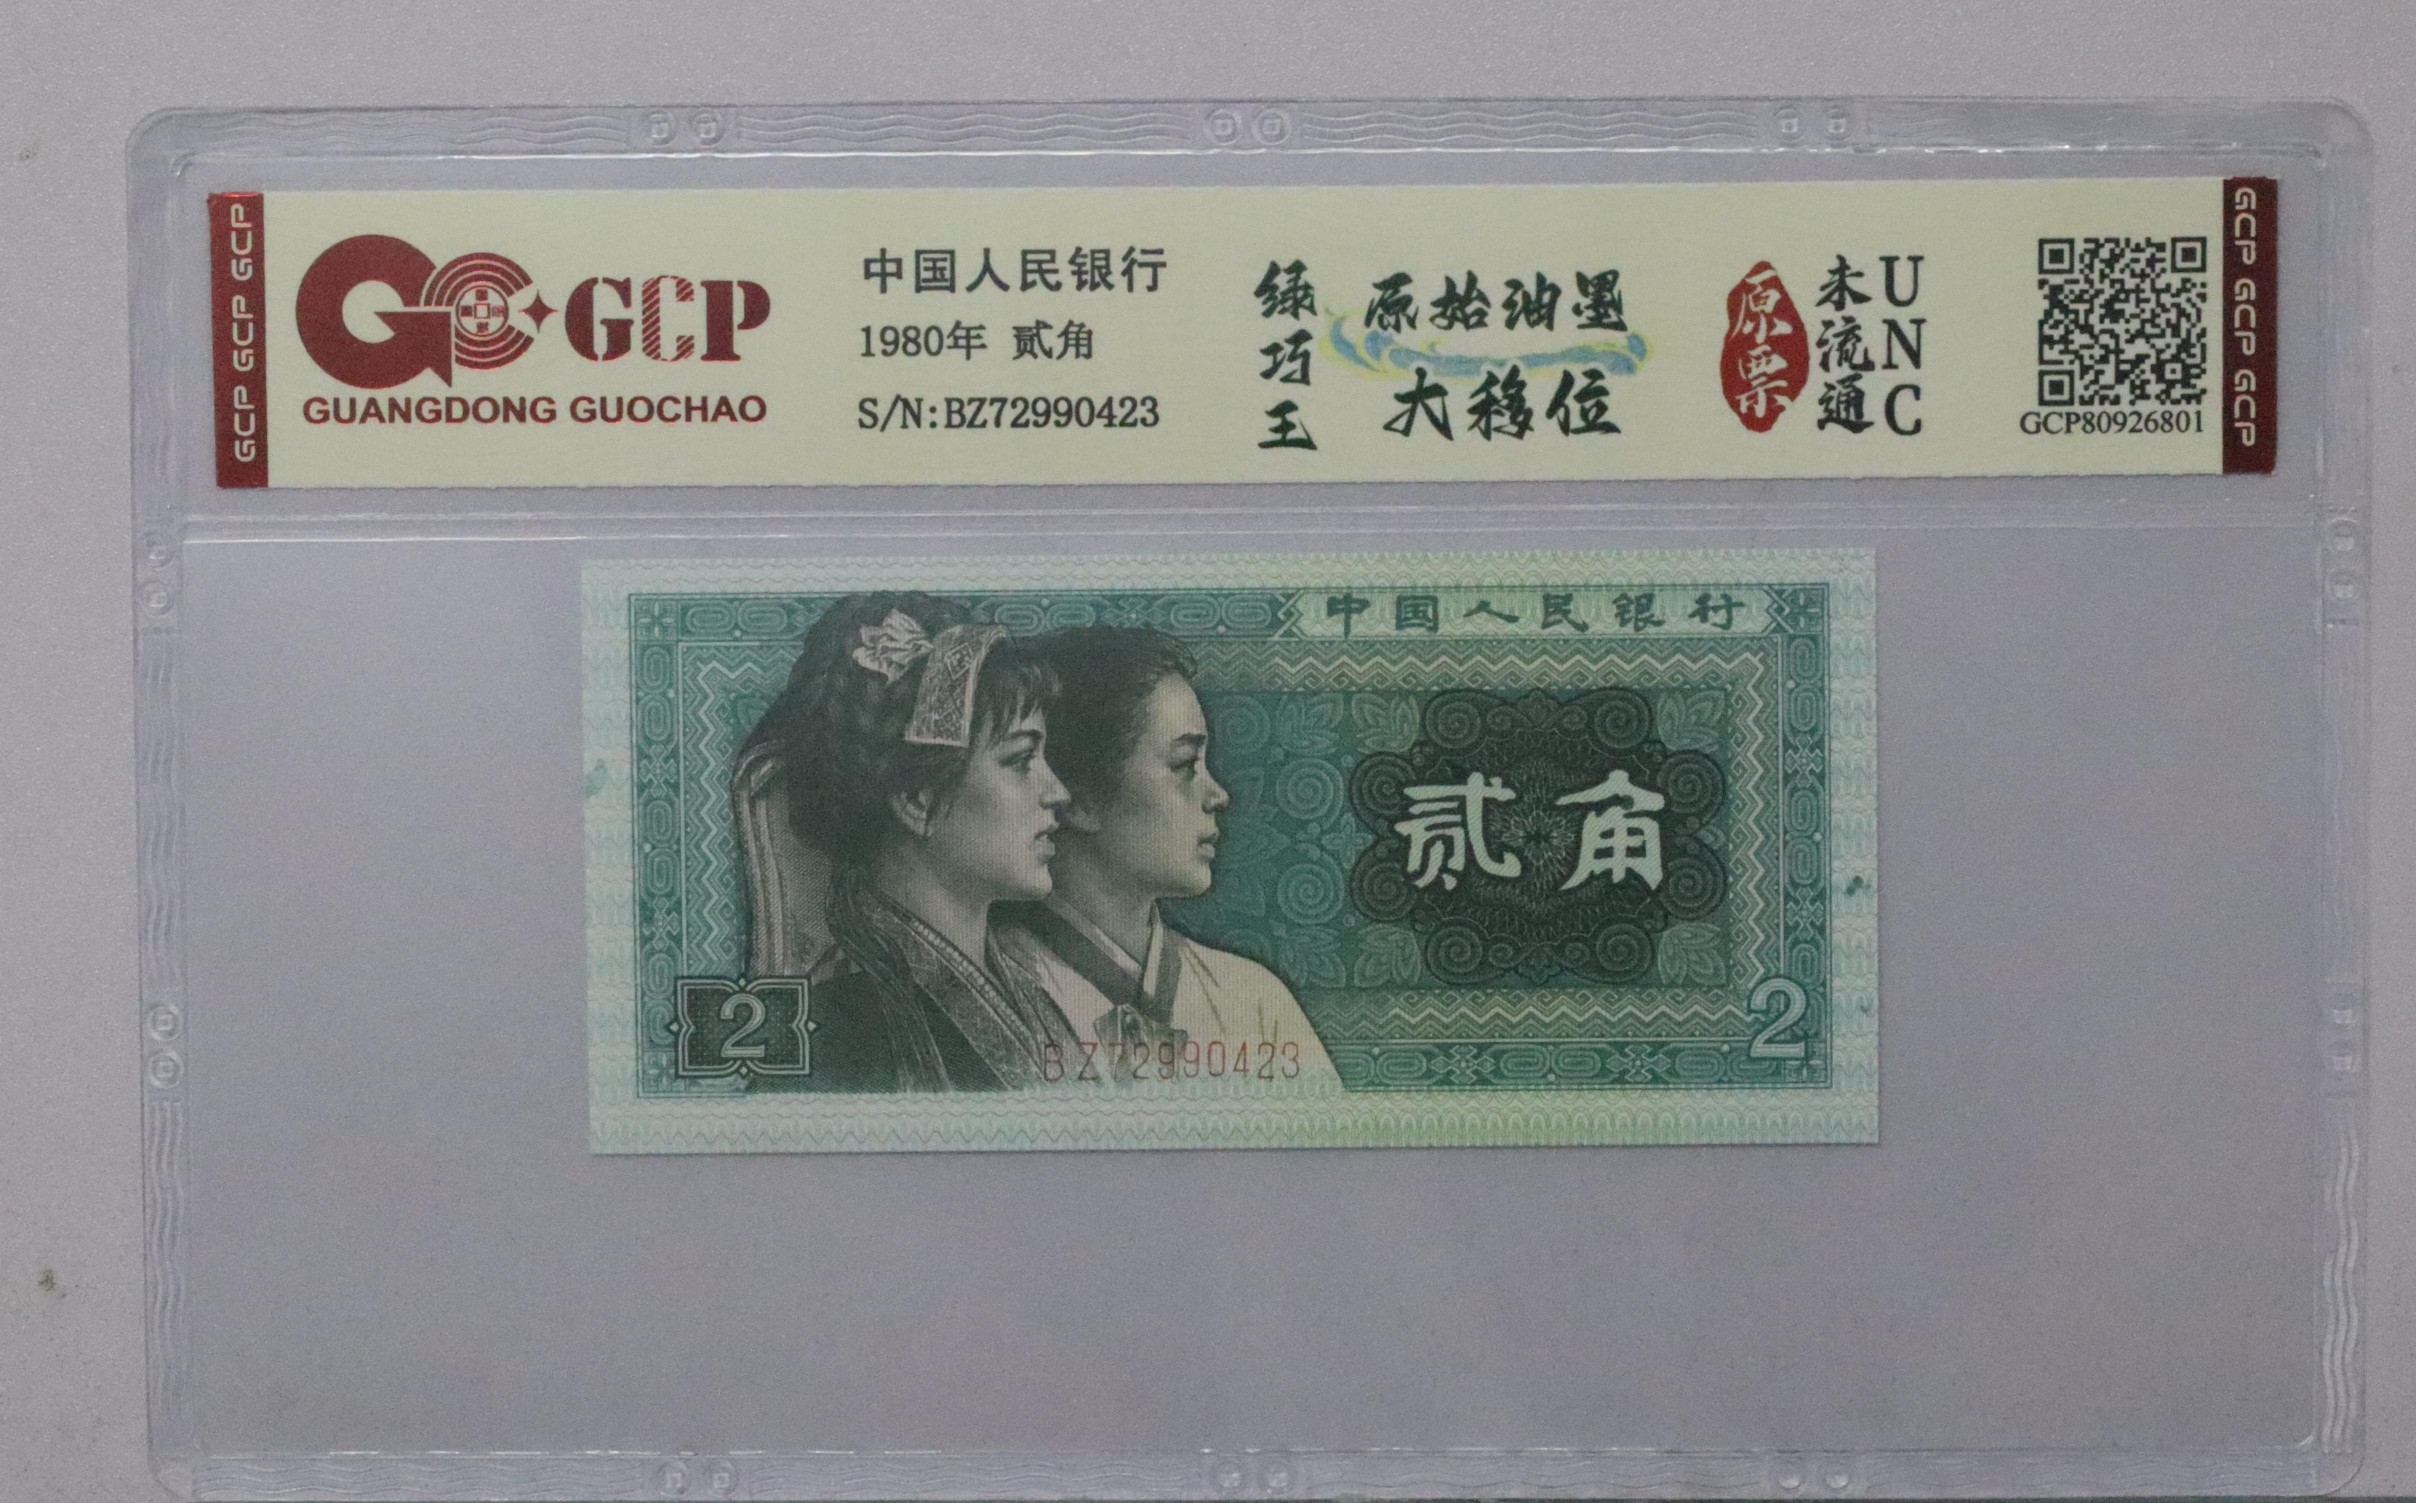 GCP GCP GCP
GCP
GUANGDONG GUOCHAO
中国人民银行
1980年 贰角
S/N:BZ72990423
绿巧王
原始油墨
大移位
原票
未流通
UNC
GCP80926801
GCP GCP GCP
中国人民银行
贰角
2
2
BZ72990423